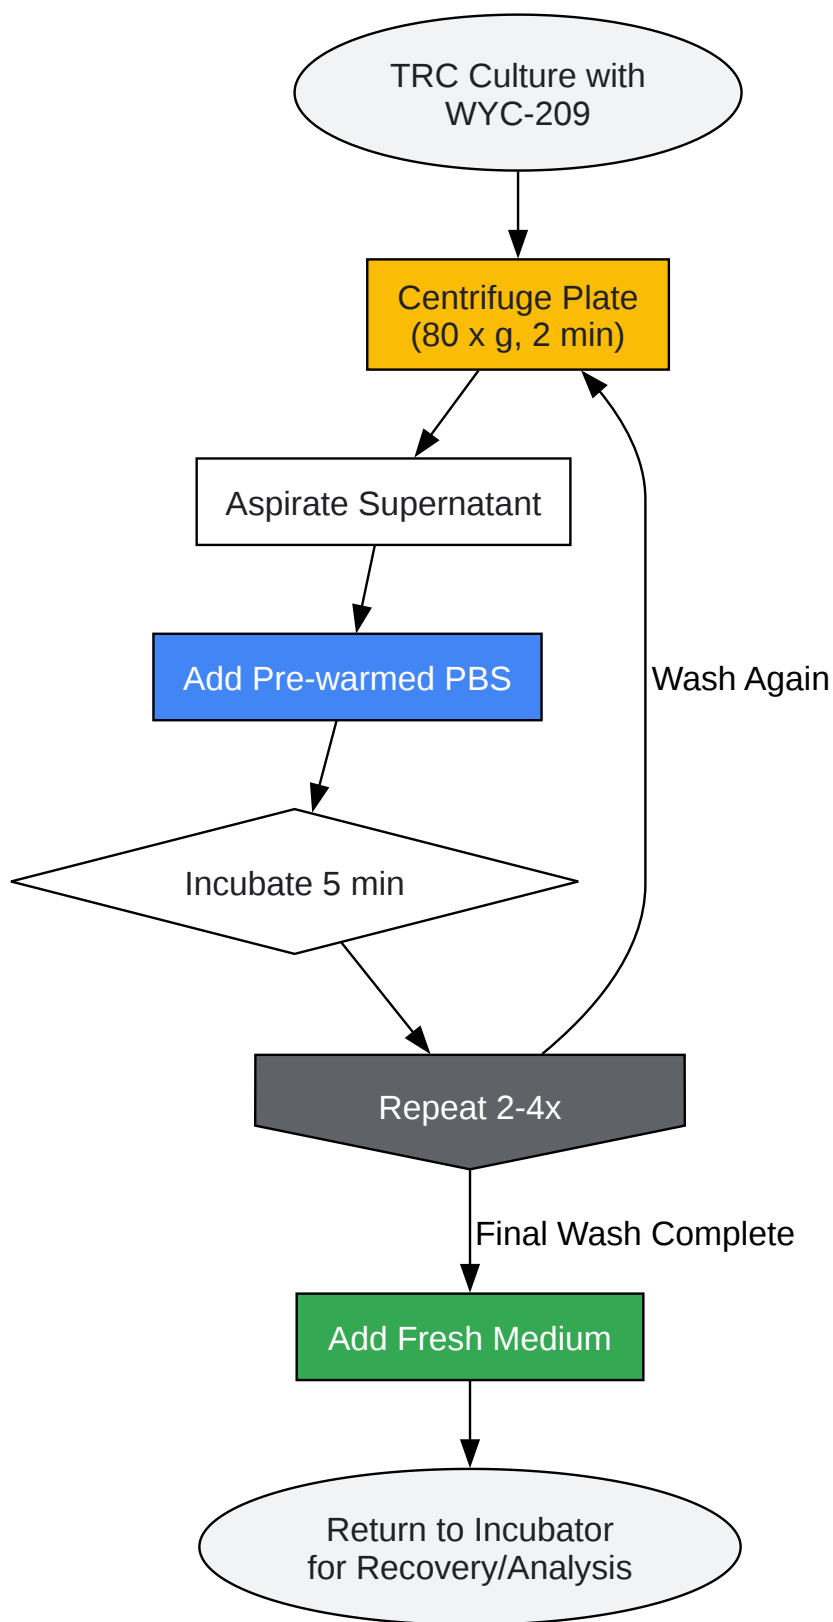 TRC Culture with
WYC-209
Centrifuge Plate
(80 x g, 2 min)
Aspirate Supernatant
Add Pre-warmed PBS
Wash Again
Incubate 5 min
Repeat 2-4x
Final Wash Complete
Add Fresh Medium
Return to Incubator
for Recovery/Analysis